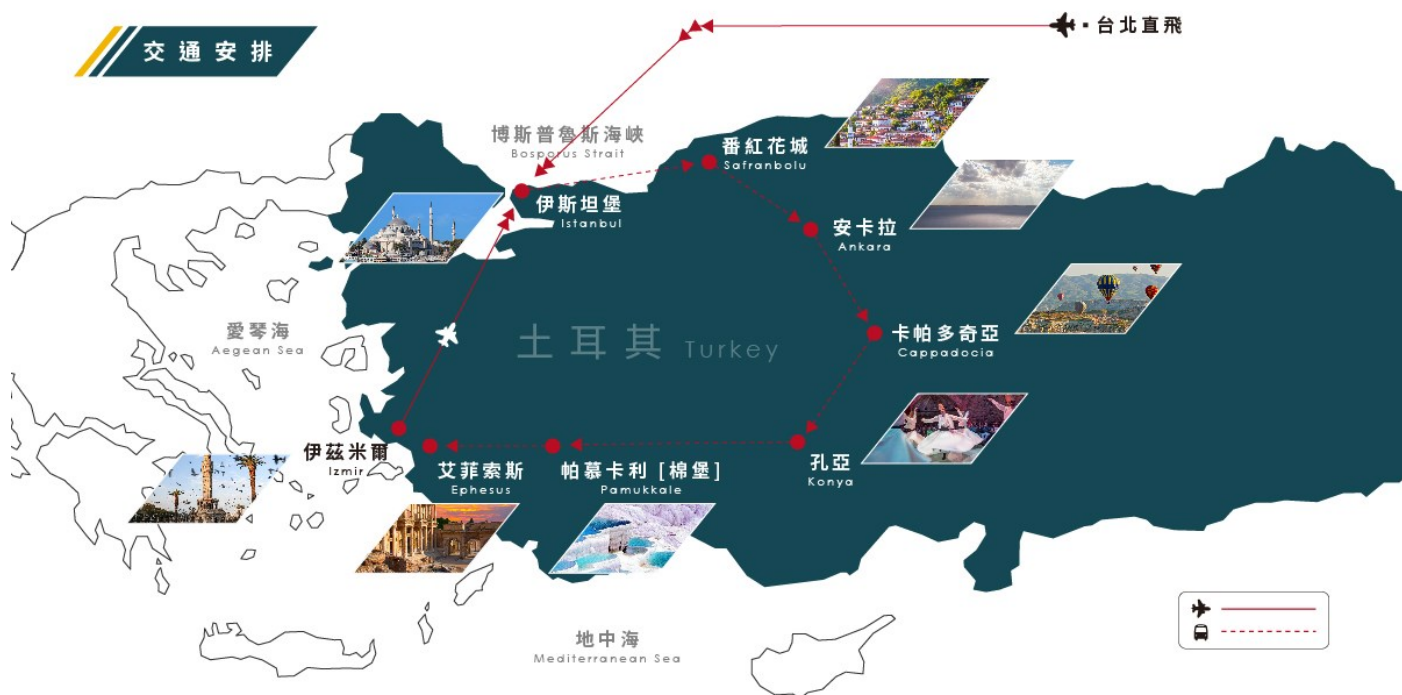 交通安排
台北直飛
博斯普魯斯海峽
Bosporus Strait
番紅花城
Safranbolu
伊斯坦堡
Istanbul
安卡拉
Ankara
愛琴海
Aegean Sea
土耳其 Turkey
卡帕多奇亞
Cappadocia
伊茲米爾
Izmir
艾菲索斯
Ephesus
帕慕卡利 [棉堡]
Pamukkale
孔亞
Konya
地中海
Mediterranean Sea